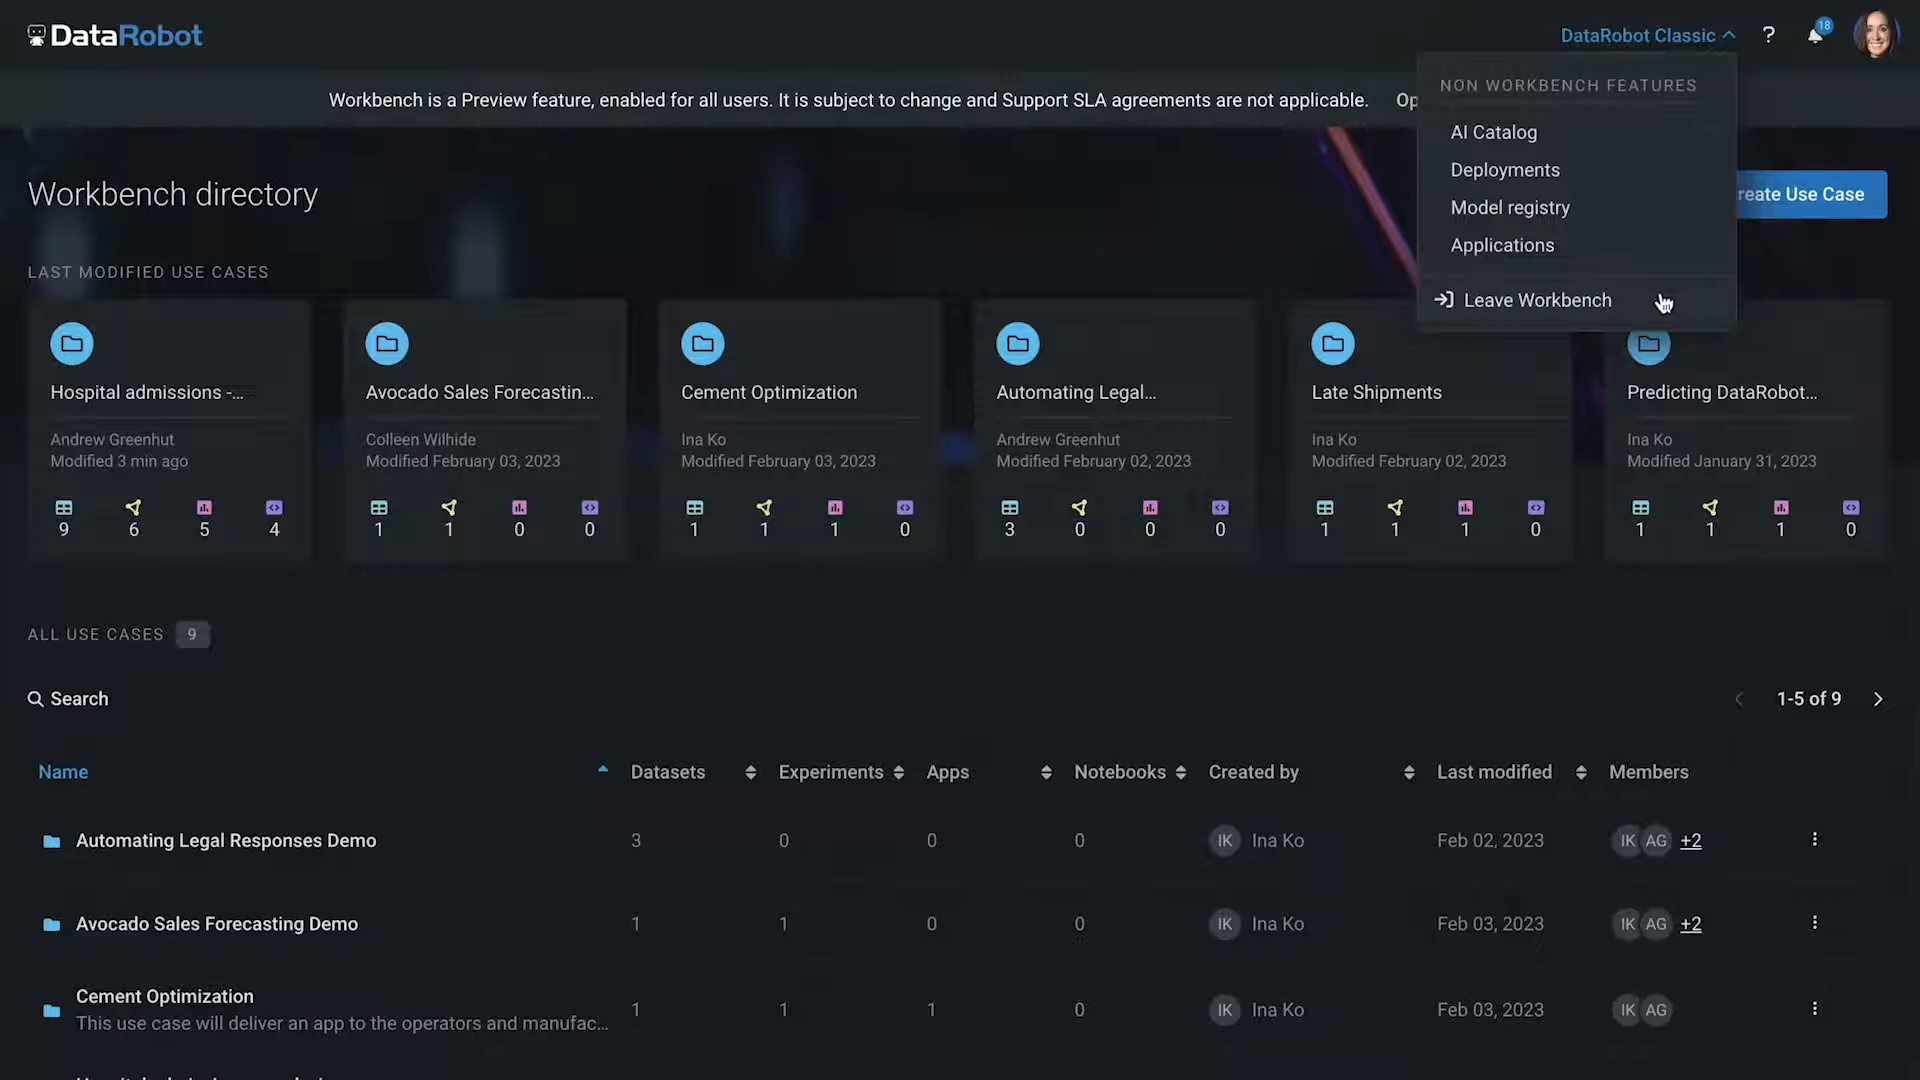 DataRobot
DataRobot Classic
?
18
Workbench is a Preview feature, enabled for all users. It is subject to change and Support SLA agreements are not applicable.
NON WORKBENCH FEATURES
AI Catalog
Deployments
Model registry
Applications
Leave Workbench
Workbench directory
Use Case
LAST MODIFIED USE CASES
Hospital admissions -...
Andrew Greenhut
Modified 3 min ago
9 6 5 4
Avocado Sales Forecastin...
Colleen Wilhide
Modified February 03, 2023
1 1 0 0
Cement Optimization
Ina Ko
Modified February 03, 2023
1 1 1 0
Automating Legal...
Andrew Greenhut
Modified February 02, 2023
3 0 0 0
Late Shipments
Ina Ko
Modified February 02, 2023
1 1 1 0
Predicting DataRobot...
Ina Ko
Modified January 31, 2023
1 1 1 0
ALL USE CASES 9
Search
1-5 of 9
Name Datasets Experiments Apps Notebooks Created by Last modified Members
Automating Legal Responses Demo 3 0 0 0 IK Ina Ko Feb 02, 2023 IK AG +2
Avocado Sales Forecasting Demo 1 1 0 0 IK Ina Ko Feb 03, 2023 IK AG +2
Cement Optimization 1 1 1 0 IK Ina Ko Feb 03, 2023 IK AG
This use case will deliver an app to the operators and manufac...